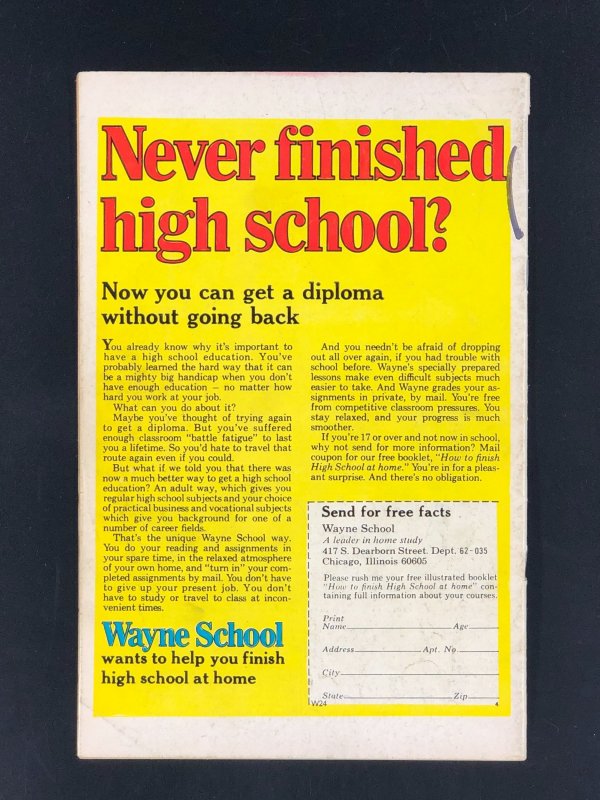 Never finished
high school?
Now you can get a diploma
without going back
You already know why it's important to
have a high school education. You've
probably learned the hard way that it can
be a mighty big handicap when you don't
have enough education – no matter how
hard you work at your job.
What can you do about it?
Maybe you've thought of trying again
to get a diploma. But you've suffered
enough classroom "battle fatigue" to last
you a lifetime. So you'd hate to travel that
route again even if you could.
But what if we told you that there was
now a much better way to get a high school
education? An adult way, which gives you
regular high school subjects and your choice
of practical business and vocational subjects
which give you background for one of a
number of career fields.
That's the unique Wayne School way.
You do your reading and assignments in
your spare time, in the relaxed atmosphere
of your own home, and "turn in" your com-
pleted assignments by mail. You don't have
to give up your present job. You don't
have to study or travel to class at incon-
venient times.
Wayne School
wants to help you finish
high school at home
And you needn't be afraid of dropping
out all over again, if you had trouble with
school before. Wayne's specially prepared
lessons make even difficult subjects much
easier to take. And Wayne grades your as-
signments in private, by mail. You're free
from competitive classroom pressures. You
stay relaxed, and your progress is much
smoother.
If you're 17 or over and not now in school,
why not send for more information? Mail
coupon for our free booklet, "How to finish
High School at home." You're in for a pleas-
ant surprise. And there's no obligation.
Send for free facts
Wayne School
A leader in home study
417 S. Dearborn Street. Dept. 62-035
Chicago, Illinois 60605
Please rush me your free illustrated booklet
"How to finish High School at home" con-
taining full information about your courses.
Print
Name Age
Address Apt. No.
City
State Zip
W24 4